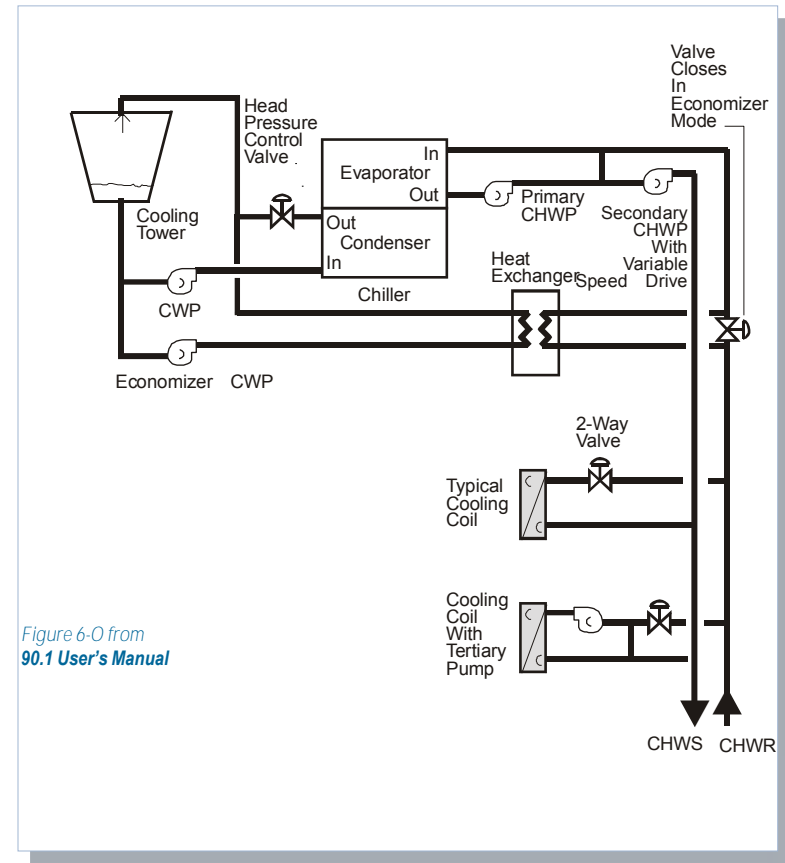 Valve
Closes
In
Economizer
Mode
Head
Pressure
Control
Valve
In
Evaporator
Out
Primary
CHWP
Secondary
CHWP
With
Variable
Speed Drive
Cooling
Tower
Out
Condenser
In
Chiller
Heat
Exchanger
CWP
Economizer CWP
2-Way
Valve
Typical
Cooling
Coil
Cooling
Coil
With
Tertiary
Pump
Figure 6-O from
90.1 User's Manual
CHWS
CHWR